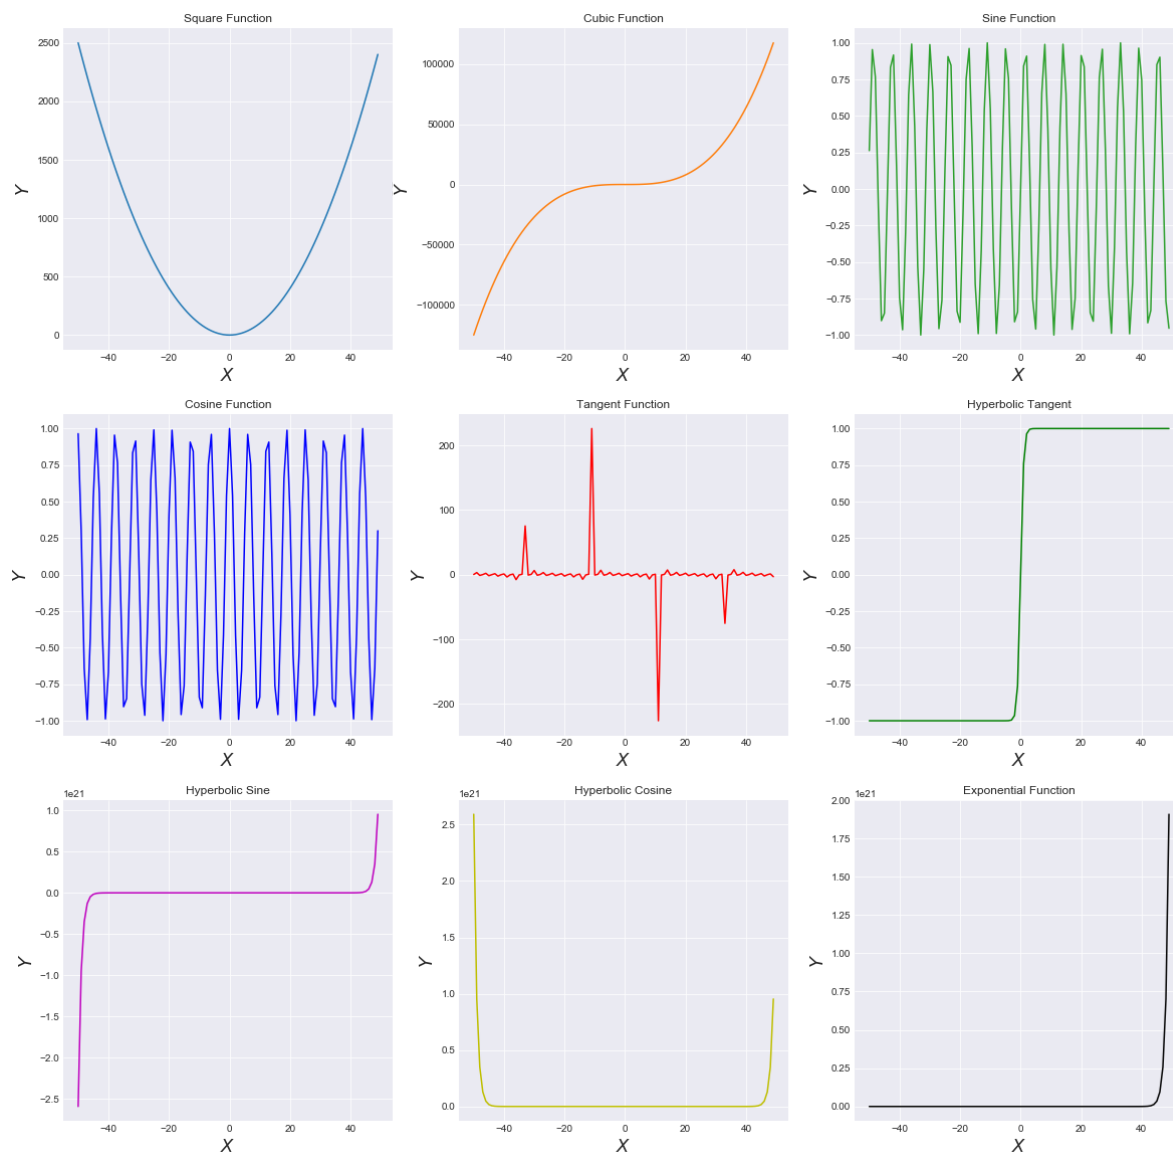 Square Function
2500
2000
1500
1000
500
0
Y
−40 −20 0 20 40
X
Cubic Function
100000
50000
0
−50000
−100000
Y
−40 −20 0 20 40
X
Sine Function
1.00
0.75
0.50
0.25
0.00
−0.25
−0.50
−0.75
−1.00
Y
−40 −20 0 20 40
X
Cosine Function
1.00
0.75
0.50
0.25
0.00
−0.25
−0.50
−0.75
−1.00
Y
−40 −20 0 20 40
X
Tangent Function
200
100
0
−100
−200
Y
−40 −20 0 20 40
X
Hyperbolic Tangent
1.00
0.75
0.50
0.25
0.00
−0.25
−0.50
−0.75
−1.00
Y
−40 −20 0 20 40
X
Hyperbolic Sine
1e21
1.0
0.5
0.0
−0.5
−1.0
−1.5
−2.0
−2.5
Y
−40 −20 0 20 40
X
Hyperbolic Cosine
1e21
2.5
2.0
1.5
1.0
0.5
0.0
Y
−40 −20 0 20 40
X
Exponential Function
1e21
2.00
1.75
1.50
1.25
1.00
0.75
0.50
0.25
0.00
Y
−40 −20 0 20 40
X